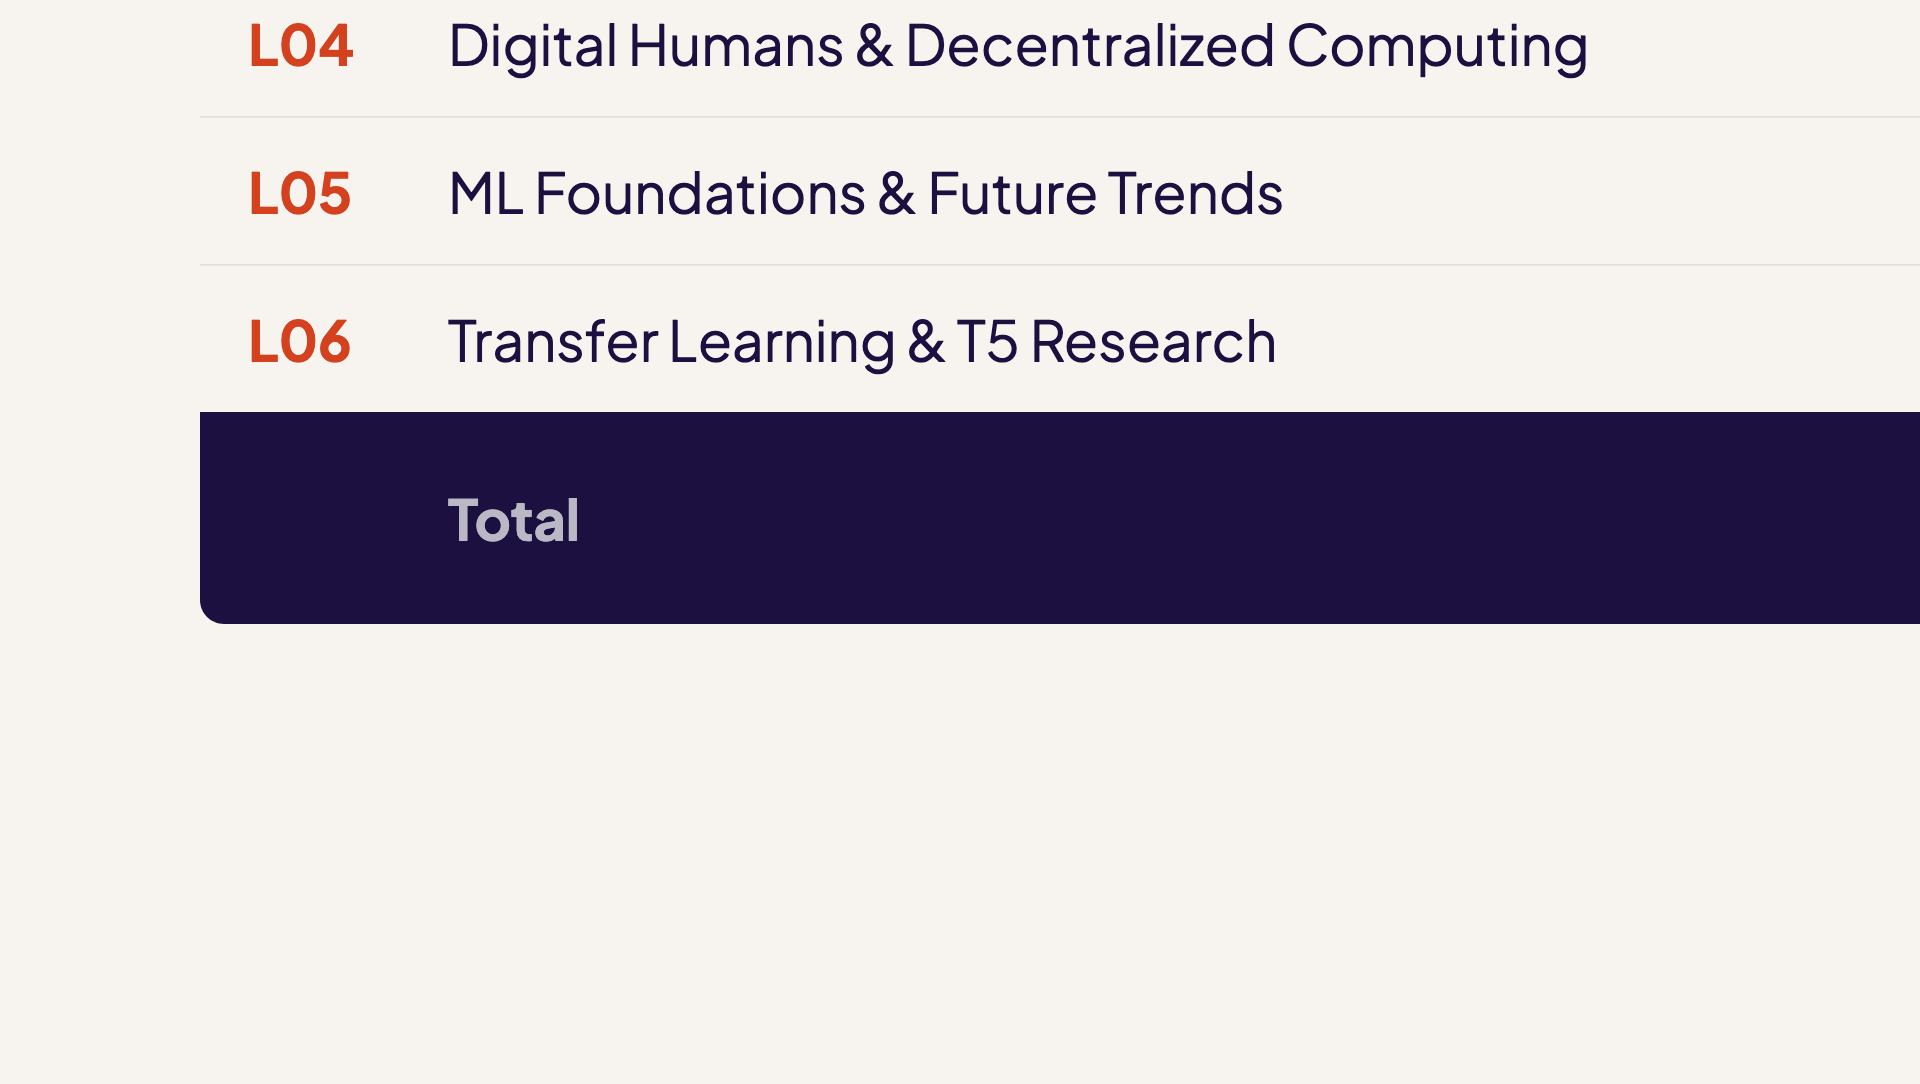 L04 Digital Humans & Decentralized Computing
L05 ML Foundations & Future Trends
L06 Transfer Learning & T5 Research
Total